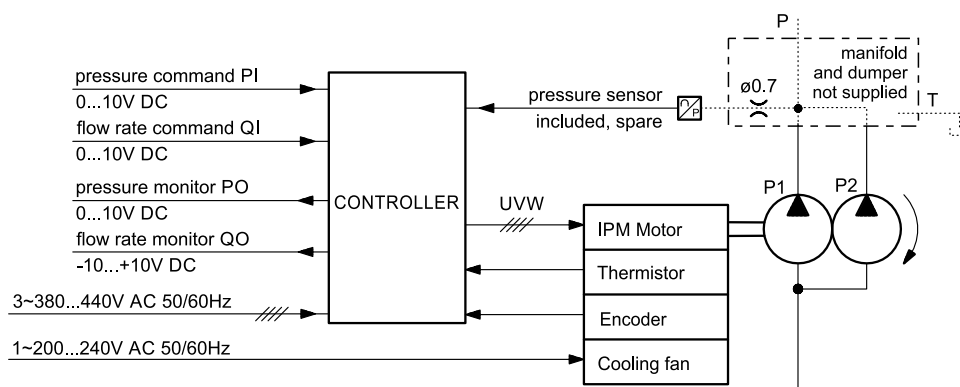 P
manifold
and dumper
not supplied
ø0.7
T
pressure command PI
0...10V DC
flow rate command QI
0...10V DC
pressure monitor PO
0...10V DC
flow rate monitor QO
-10...+10V DC
3~380...440V AC 50/60Hz
1~200...240V AC 50/60Hz
CONTROLLER
pressure sensor
included, spare
P
UVW
IPM Motor
Thermistor
Encoder
Cooling fan
P1
P2